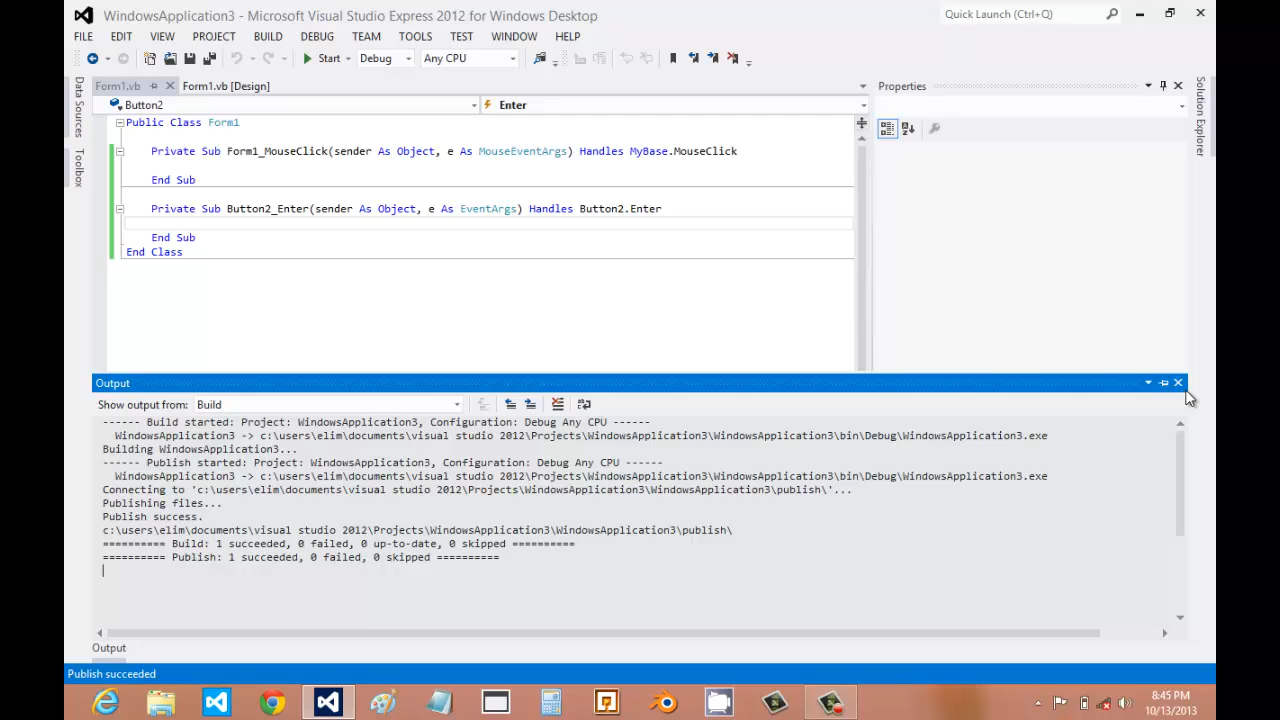 WindowsApplication3 - Microsoft Visual Studio Express 2012 for Windows Desktop
Quick Launch (Ctrl+Q)
FILE EDIT VIEW PROJECT BUILD DEBUG TEAM TOOLS TEST WINDOW HELP
Start Debug Any CPU
Form1.vb Form1.vb [Design]
Button2 Enter
Properties
Data Sources
Toolbox
Solution Explorer
Public Class Form1
Private Sub Form1_MouseClick(sender As Object, e As MouseEventArgs) Handles MyBase.MouseClick
End Sub
Private Sub Button2_Enter(sender As Object, e As EventArgs) Handles Button2.Enter
End Sub
End Class
Output
Show output from: Build
------ Build started: Project: WindowsApplication3, Configuration: Debug Any CPU ------
WindowsApplication3 -> c:\users\elim\documents\visual studio 2012\Projects\WindowsApplication3\WindowsApplication3\bin\Debug\WindowsApplication3.exe
Building WindowsApplication3...
------ Publish started: Project: WindowsApplication3, Configuration: Debug Any CPU ------
WindowsApplication3 -> c:\users\elim\documents\visual studio 2012\Projects\WindowsApplication3\WindowsApplication3\bin\Debug\WindowsApplication3.exe
Connecting to 'c:\users\elim\documents\visual studio 2012\Projects\WindowsApplication3\WindowsApplication3\publish\'...
Publishing files...
Publish success.
c:\users\elim\documents\visual studio 2012\Projects\WindowsApplication3\WindowsApplication3\publish\
========== Build: 1 succeeded, 0 failed, 0 up-to-date, 0 skipped ==========
========== Publish: 1 succeeded, 0 failed, 0 skipped ==========
Output
Publish succeeded
8:45 PM
10/13/2013